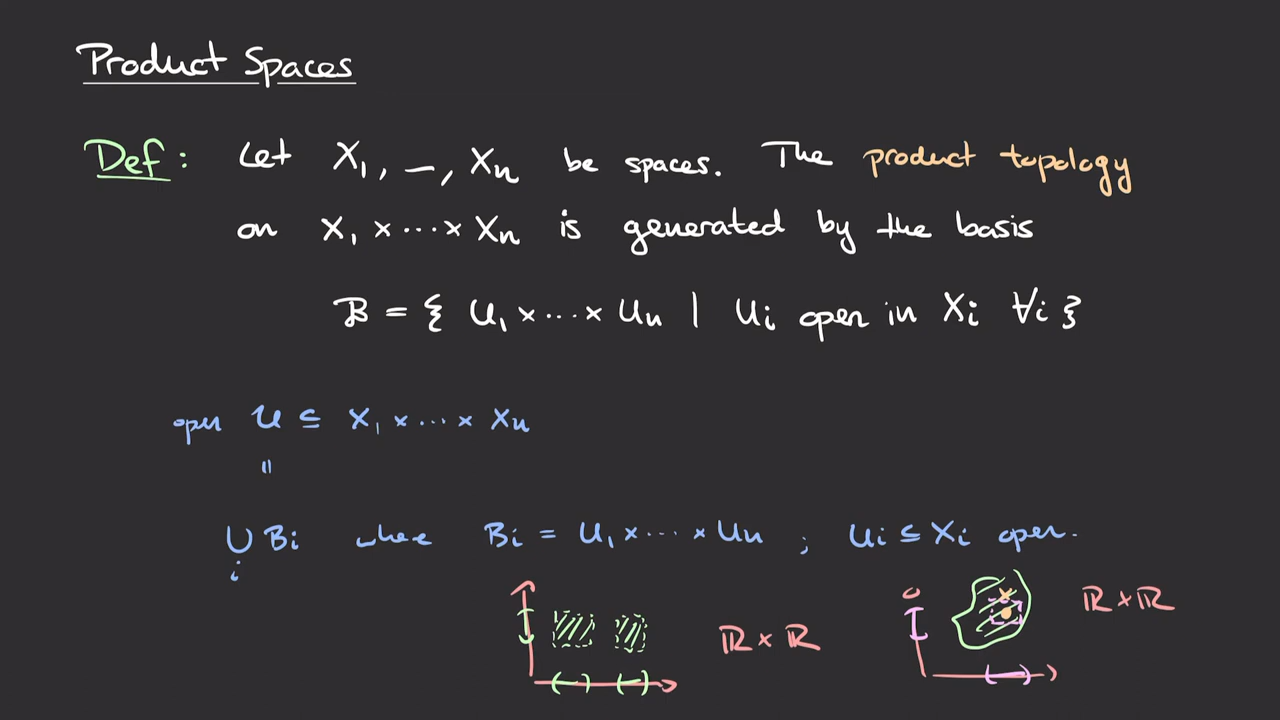 Product Spaces
Def: Let X₁, —, Xₙ be spaces. The product topology
on X₁ × ⋯ × Xₙ is generated by the basis
ℬ = { U₁ × ⋯ × Uₙ | Uᵢ open in Xᵢ ∀i }
open U ⊆ X₁ × ⋯ × Xₙ
||
⋃ᵢ Bᵢ where Bᵢ = U₁ × ⋯ × Uₙ ; Uᵢ ⊆ Xᵢ open.
ℝ × ℝ
ℝ × ℝ